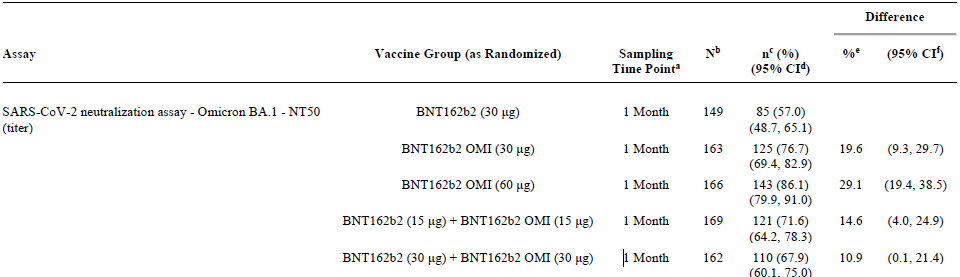 Difference
Assay Vaccine Group (as Randomized) Sampling Time Pointᵃ Nᵇ nᶜ (%) (95% CIᵈ) %ᵉ (95% CIᶠ)
SARS-CoV-2 neutralization assay - Omicron BA.1 - NT50 (titer) BNT162b2 (30 μg) 1 Month 149 85 (57.0) (48.7, 65.1)
BNT162b2 OMI (30 μg) 1 Month 163 125 (76.7) (69.4, 82.9) 19.6 (9.3, 29.7)
BNT162b2 OMI (60 μg) 1 Month 166 143 (86.1) (79.9, 91.0) 29.1 (19.4, 38.5)
BNT162b2 (15 μg) + BNT162b2 OMI (15 μg) 1 Month 169 121 (71.6) (64.2, 78.3) 14.6 (4.0, 24.9)
BNT162b2 (30 μg) + BNT162b2 OMI (30 μg) 1 Month 162 110 (67.9) (60.1, 75.0) 10.9 (0.1, 21.4)